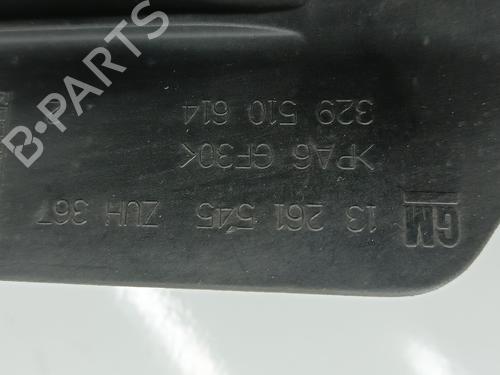 GM 13 261 545 ZUH 367
>PA6 GF30<
329 510 614
B-PARTS